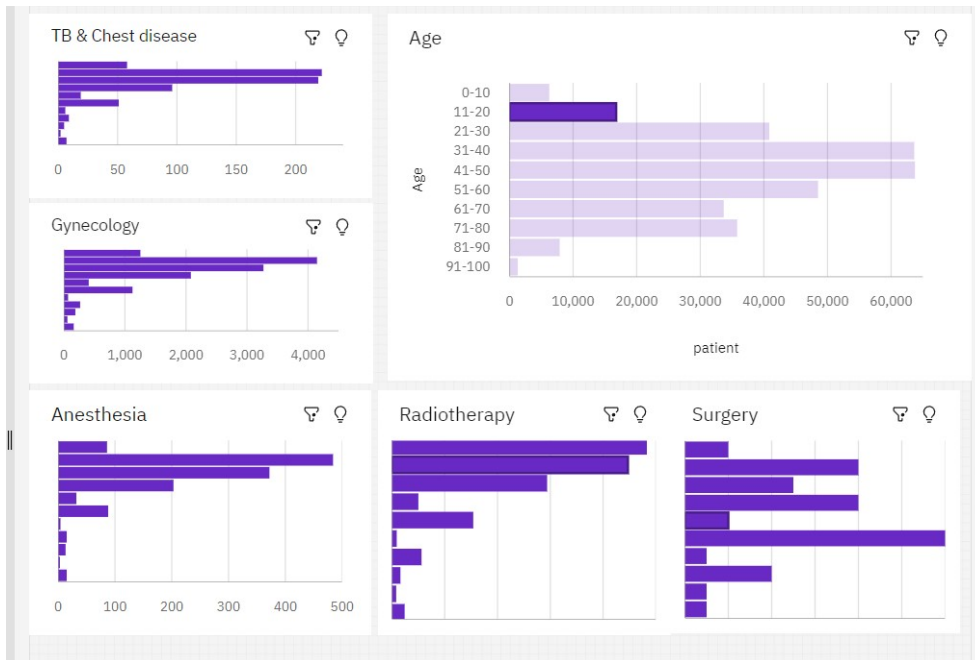 TB & Chest disease
0 50 100 150 200
Gynecology
0 1,000 2,000 3,000 4,000
Age
Age
0-10
11-20
21-30
31-40
41-50
51-60
61-70
71-80
81-90
91-100
0 10,000 20,000 30,000 40,000 50,000 60,000
patient
Anesthesia
0 100 200 300 400 500
Radiotherapy
Surgery